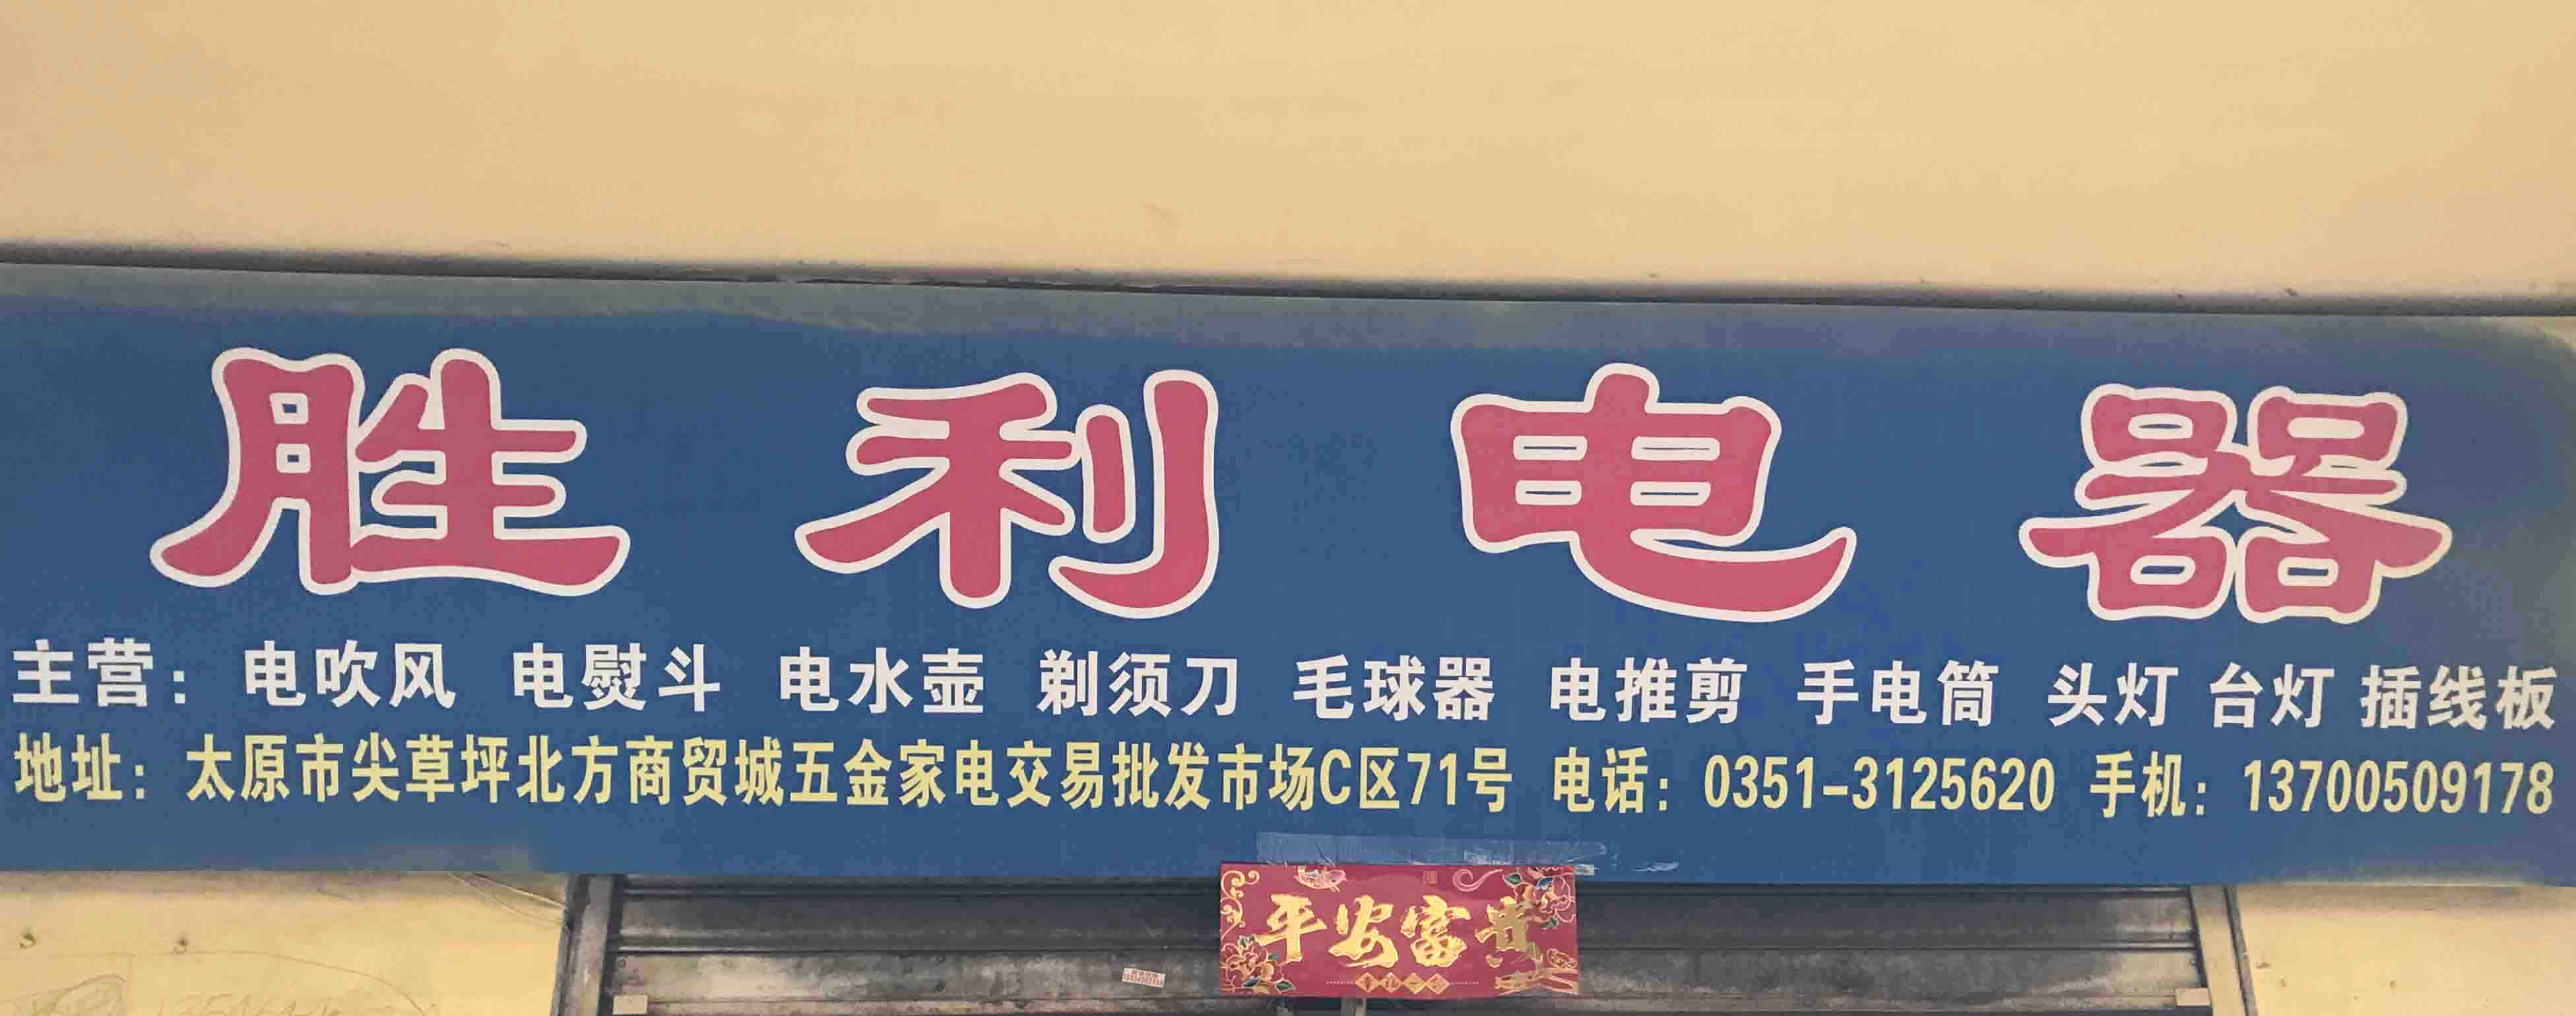 胜利电器
主营：电吹风 电熨斗 电水壶 剃须刀 毛球器 电推剪 手电筒 头灯 台灯 插线板
地址：太原市尖草坪北方商贸城五金家电交易批发市场C区71号 电话：0351-3125620 手机：13700509178
平安富贵